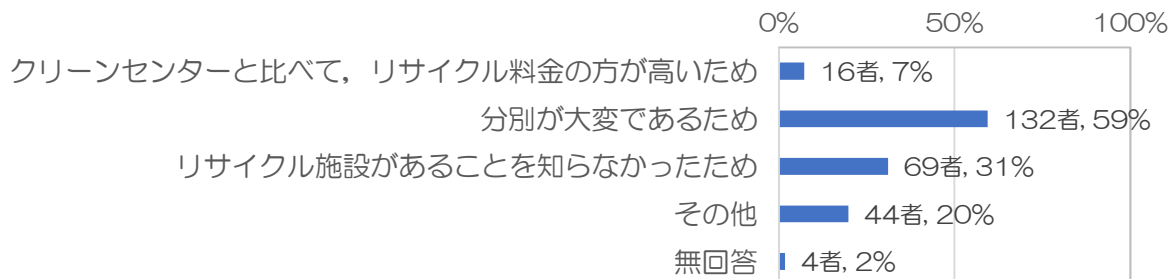 0% 50% 100%
クリーンセンターと比べて，リサイクル料金の方が高いため 16者, 7%
分別が大変であるため 132者, 59%
リサイクル施設があることを知らなかったため 69者, 31%
その他 44者, 20%
無回答 4者, 2%